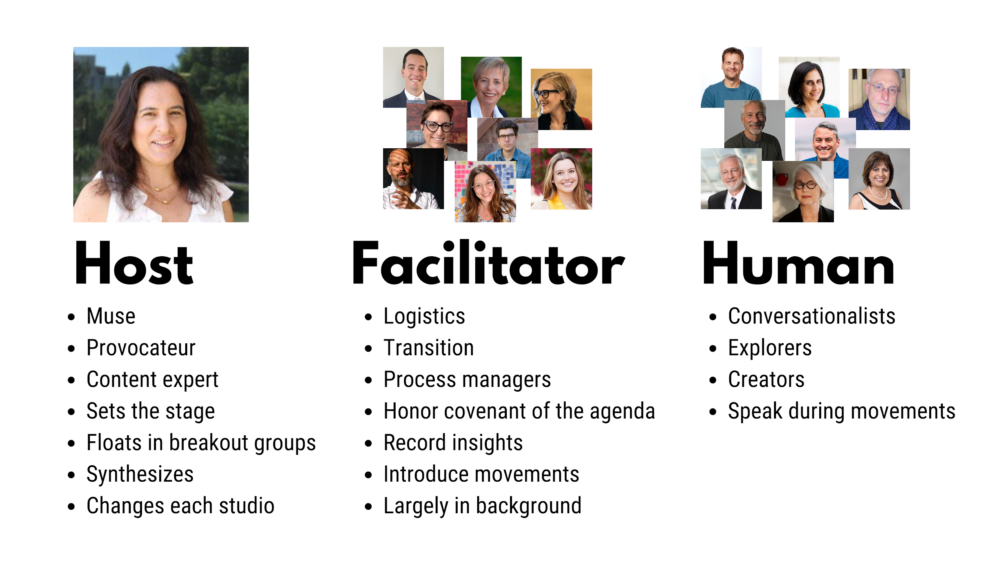 Host
Muse
Provocateur
Content expert
Sets the stage
Floats in breakout groups
Synthesizes
Changes each studio
Facilitator
Logistics
Transition
Process managers
Honor covenant of the agenda
Record insights
Introduce movements
Largely in background
Human
Conversationalists
Explorers
Creators
Speak during movements